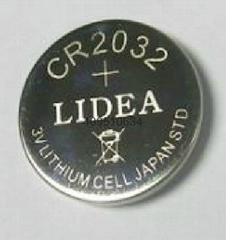 CR2032
+
LIDEA
3V LITHIUM CELL JAPAN STD